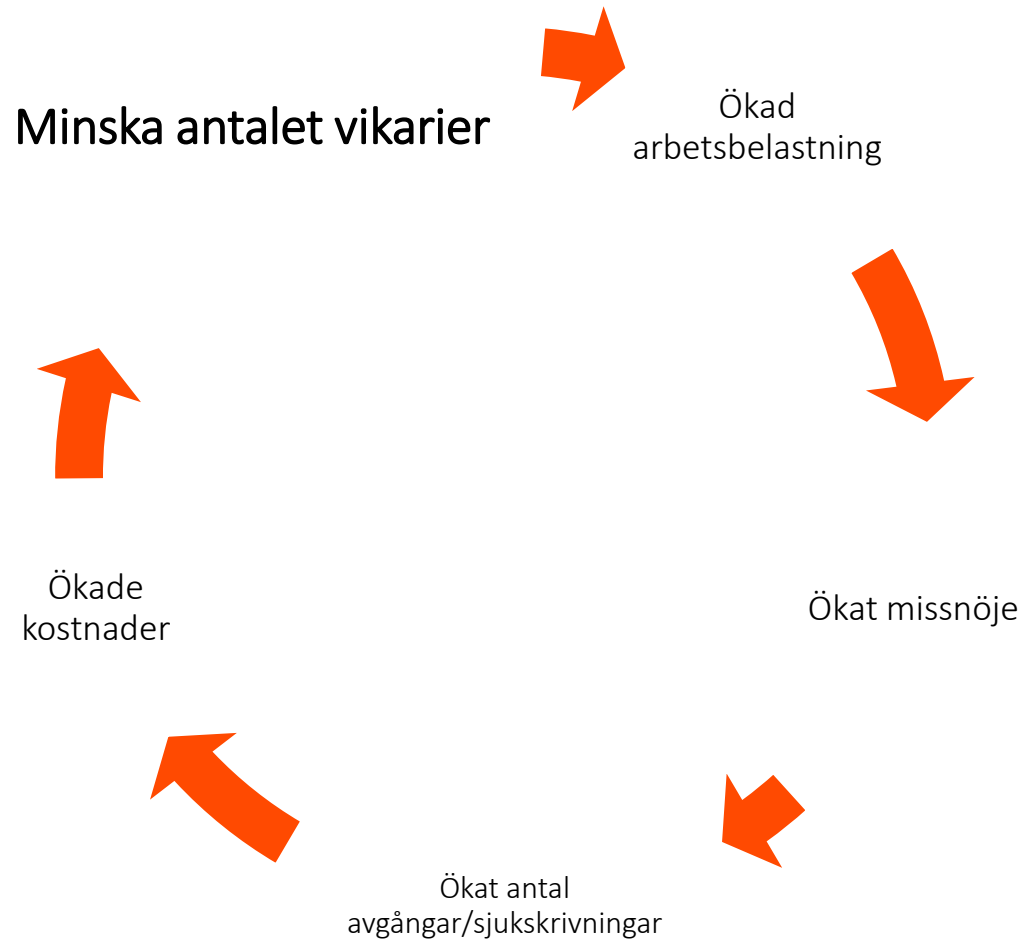 Minska antalet vikarier
Ökad
arbetsbelastning
Ökat missnöje
Ökat antal
avgångar/sjukskrivningar
Ökade
kostnader